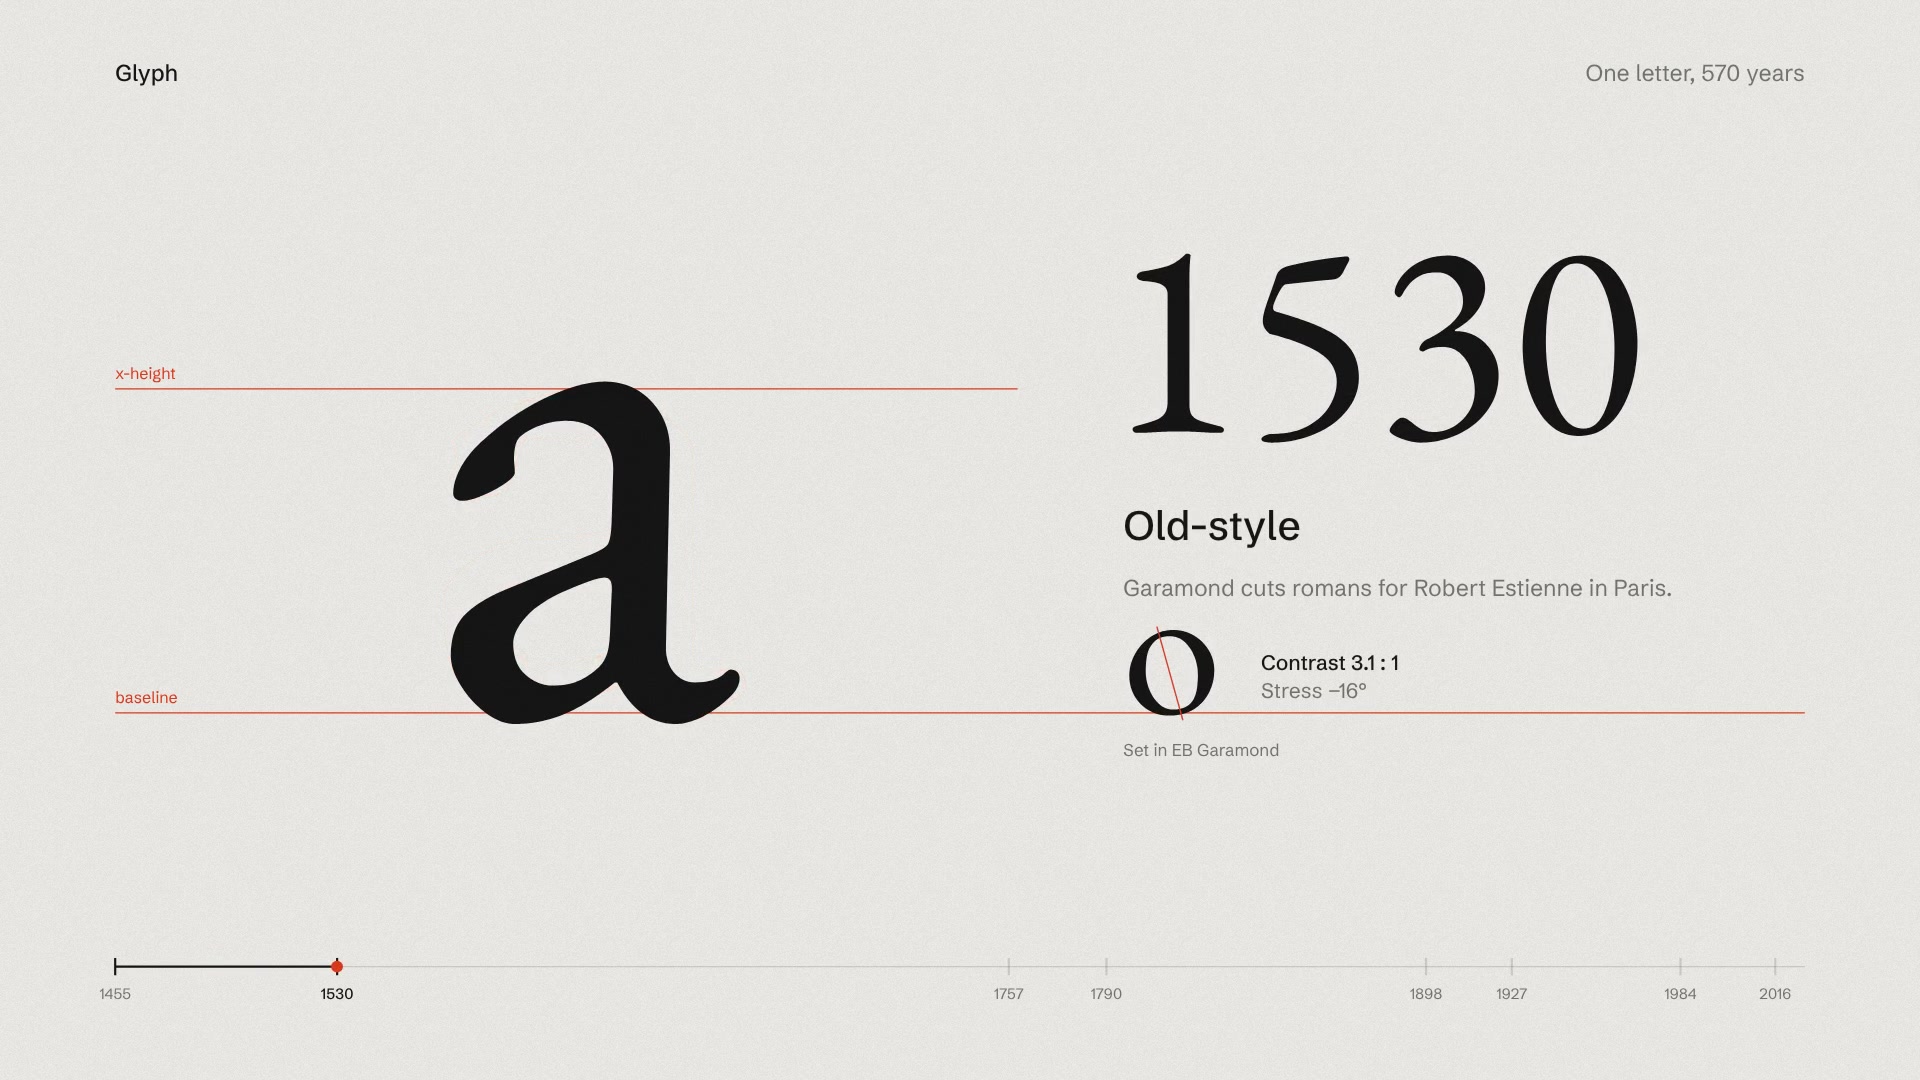 Glyph
One letter, 570 years
1530
x-height
a
Old-style
Garamond cuts romans for Robert Estienne in Paris.
o
Contrast 3.1 : 1
Stress –16°
baseline
Set in EB Garamond
1455
1530
1757
1790
1898
1927
1984
2016